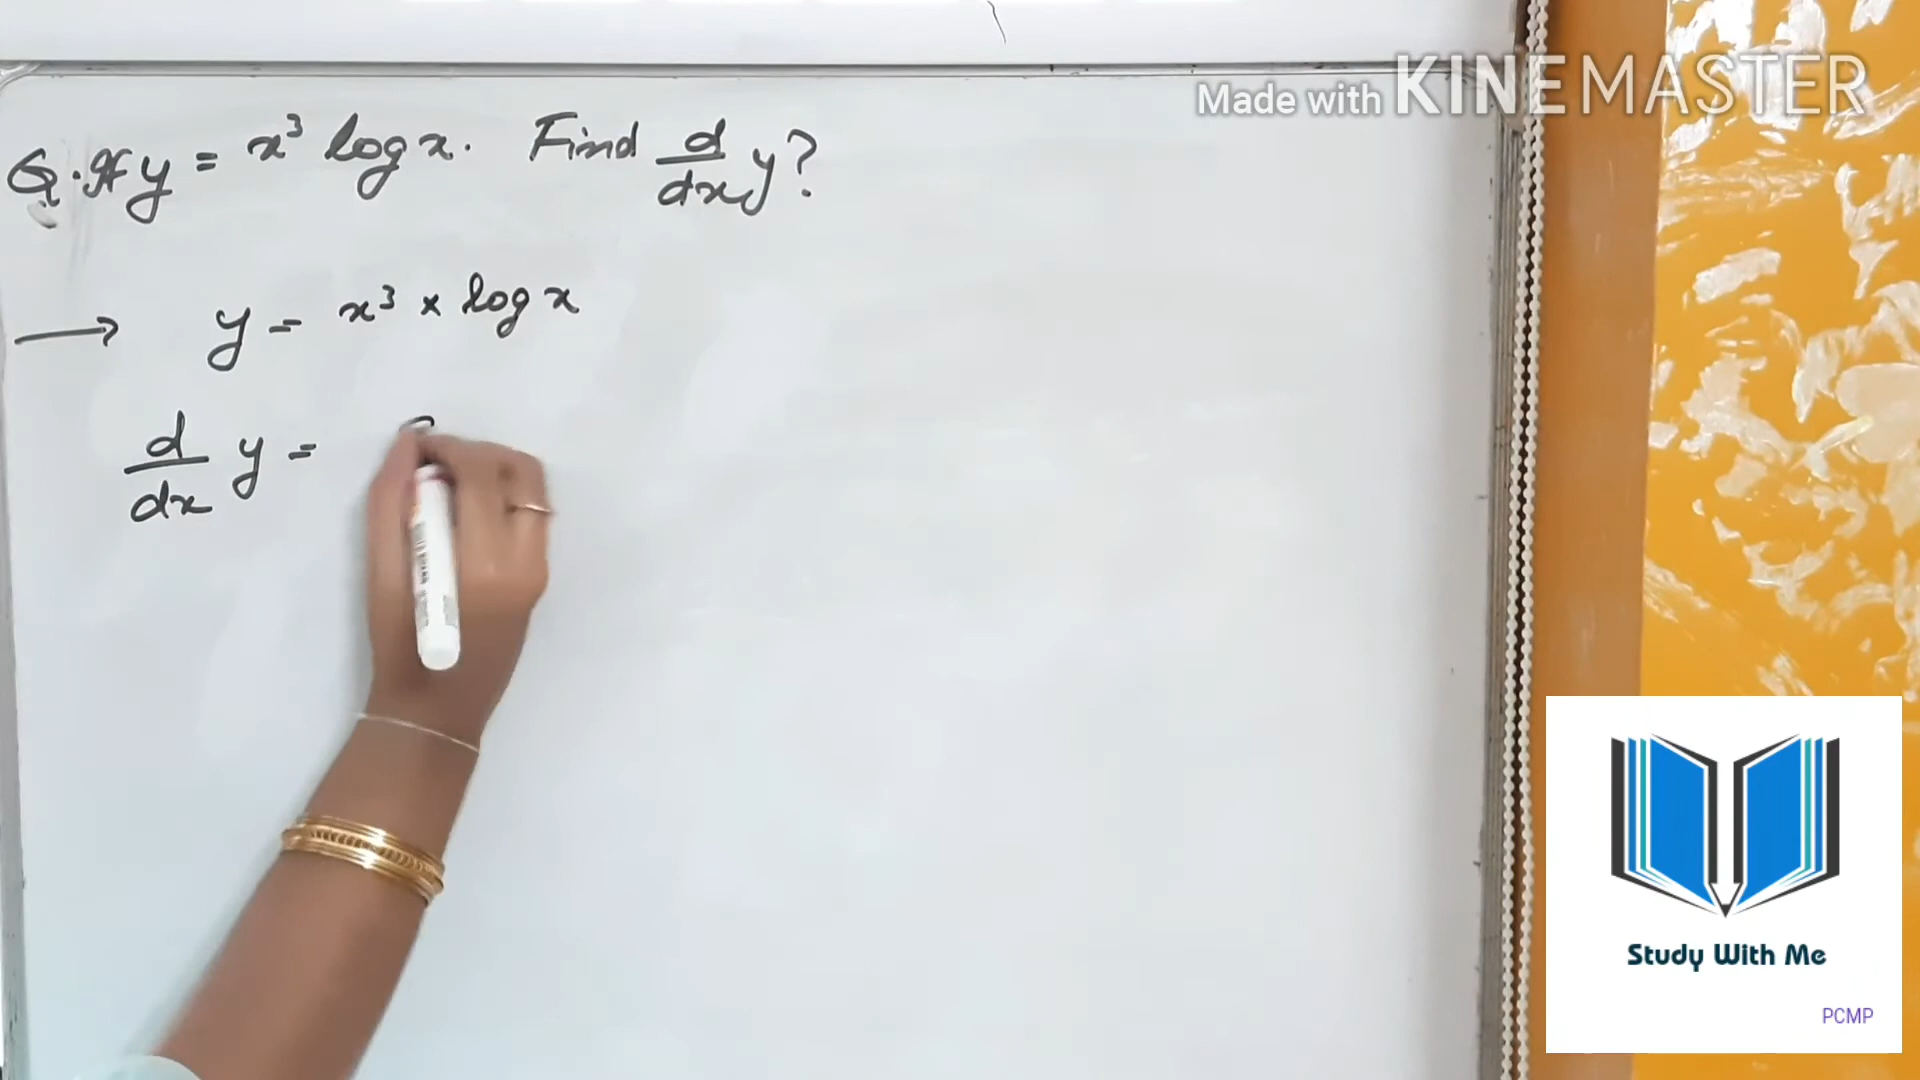 Made with KINEMASTER
Q. If y = x³ log x. Find d/dx y?
→ y = x³ × log x
d/dx y =
Study With Me
PCMP